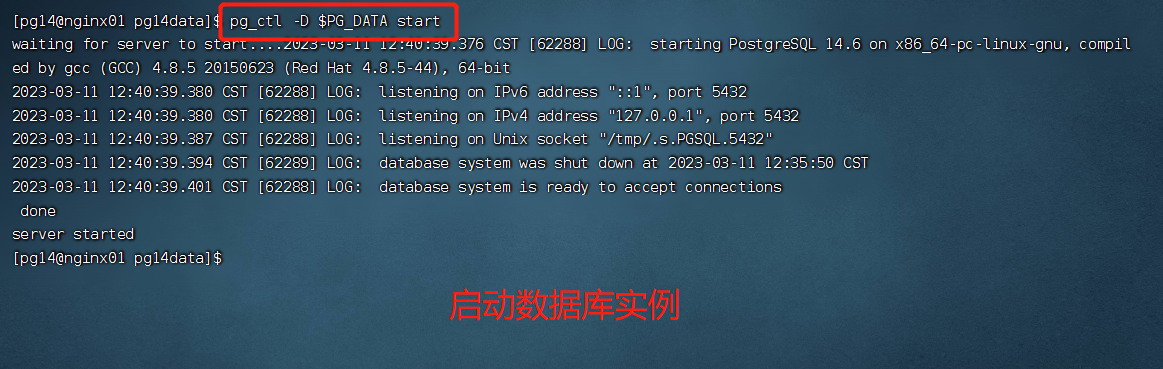 [pg14@nginx01 pg14data]$ pg_ctl -D $PG_DATA start
waiting for server to start....2023-03-11 12:40:39.376 CST [62288] LOG:  starting PostgreSQL 14.6 on x86_64-pc-linux-gnu, compil
ed by gcc (GCC) 4.8.5 20150623 (Red Hat 4.8.5-44), 64-bit
2023-03-11 12:40:39.380 CST [62288] LOG:  listening on IPv6 address "::1", port 5432
2023-03-11 12:40:39.380 CST [62288] LOG:  listening on IPv4 address "127.0.0.1", port 5432
2023-03-11 12:40:39.387 CST [62288] LOG:  listening on Unix socket "/tmp/.s.PGSQL.5432"
2023-03-11 12:40:39.394 CST [62289] LOG:  database system was shut down at 2023-03-11 12:35:50 CST
2023-03-11 12:40:39.401 CST [62288] LOG:  database system is ready to accept connections
 done
server started
[pg14@nginx01 pg14data]$
启动数据库实例